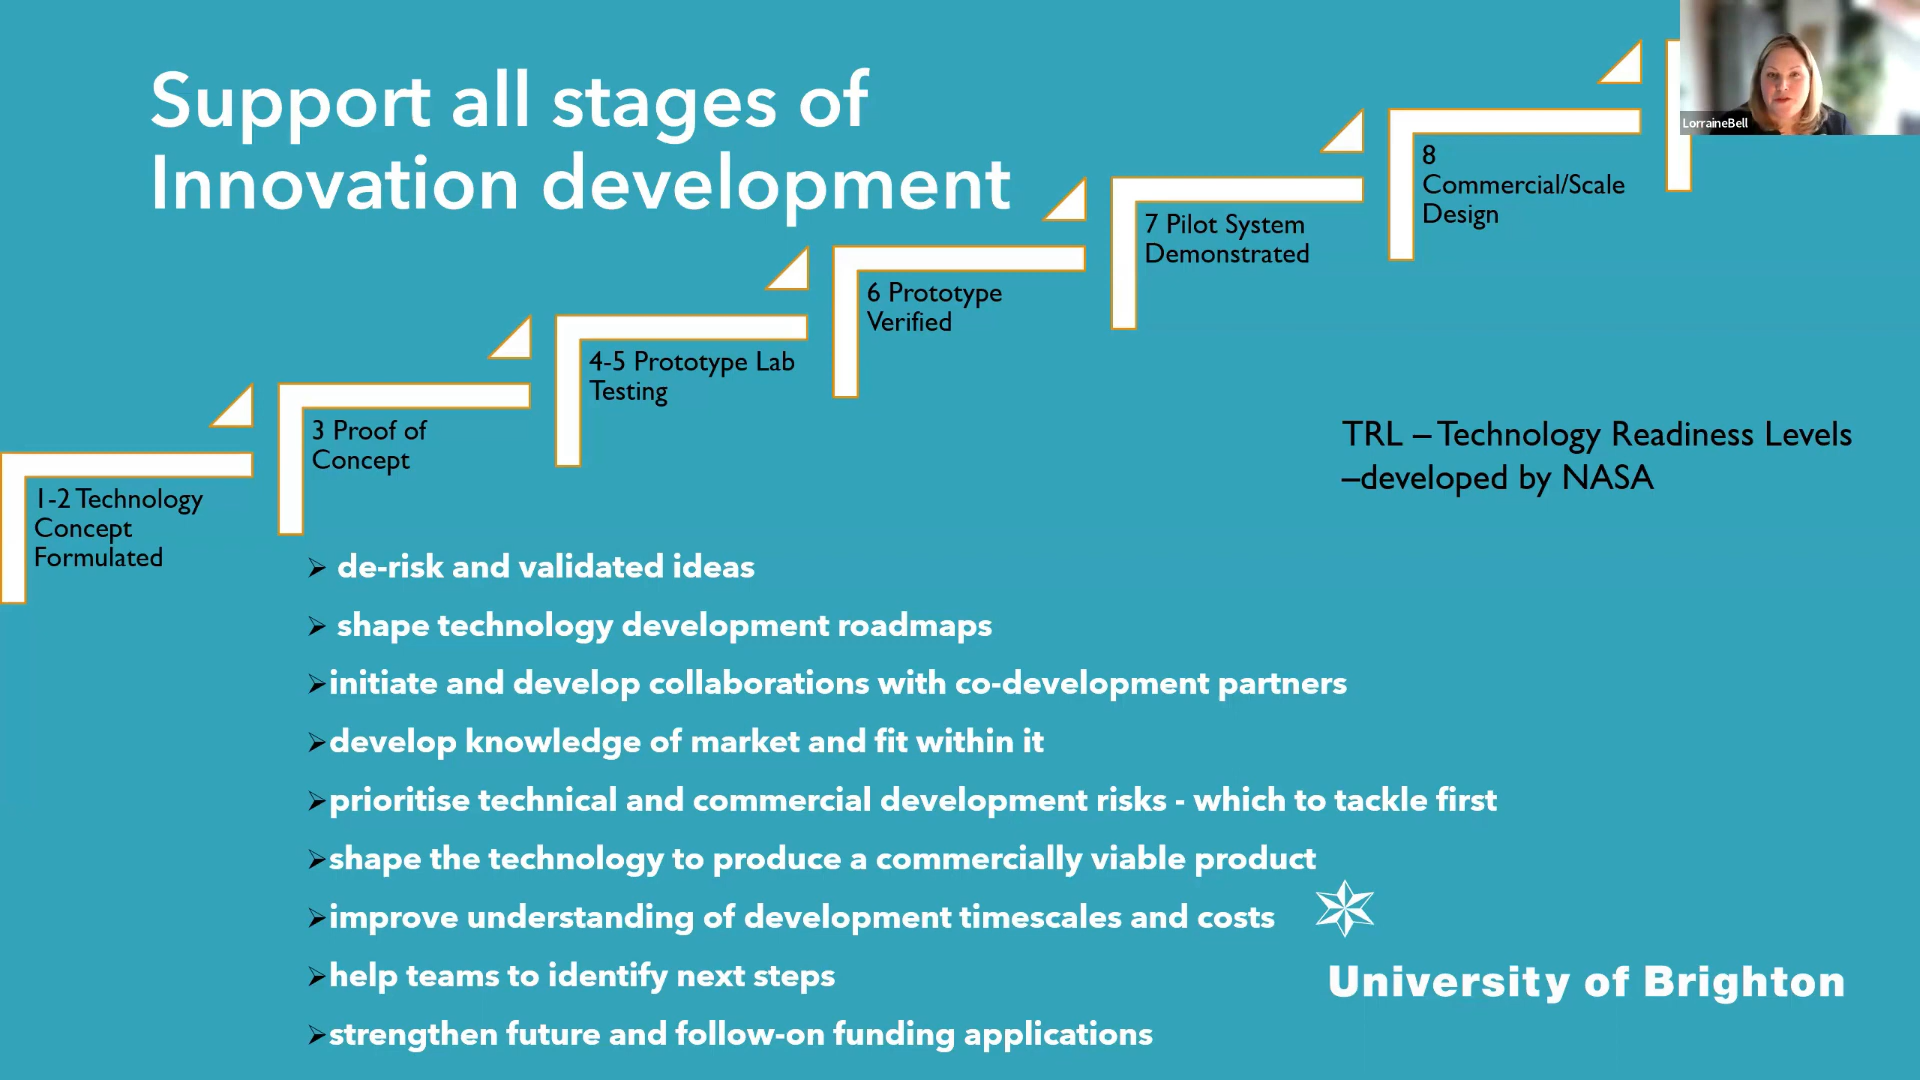 Support all stages of
Innovation development
LorraineBell
8
Commercial/Scale
Design
7 Pilot System
Demonstrated
6 Prototype
Verified
4-5 Prototype Lab
Testing
3 Proof of
Concept
1-2 Technology
Concept
Formulated
TRL – Technology Readiness Levels
–developed by NASA
➢ de-risk and validated ideas
➢ shape technology development roadmaps
➢initiate and develop collaborations with co-development partners
➢develop knowledge of market and fit within it
➢prioritise technical and commercial development risks - which to tackle first
➢shape the technology to produce a commercially viable product
➢improve understanding of development timescales and costs
➢help teams to identify next steps
➢strengthen future and follow-on funding applications
University of Brighton